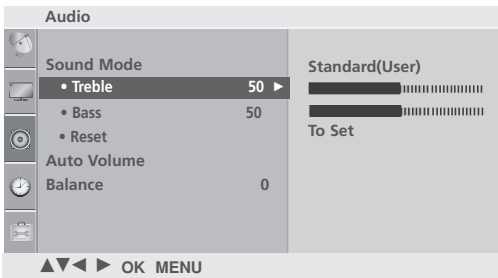 Audio
Sound Mode
• Treble 50 ►
• Bass 50
• Reset
Auto Volume
Balance 0
Standard(User)
To Set
▲▼◄ ► OK MENU